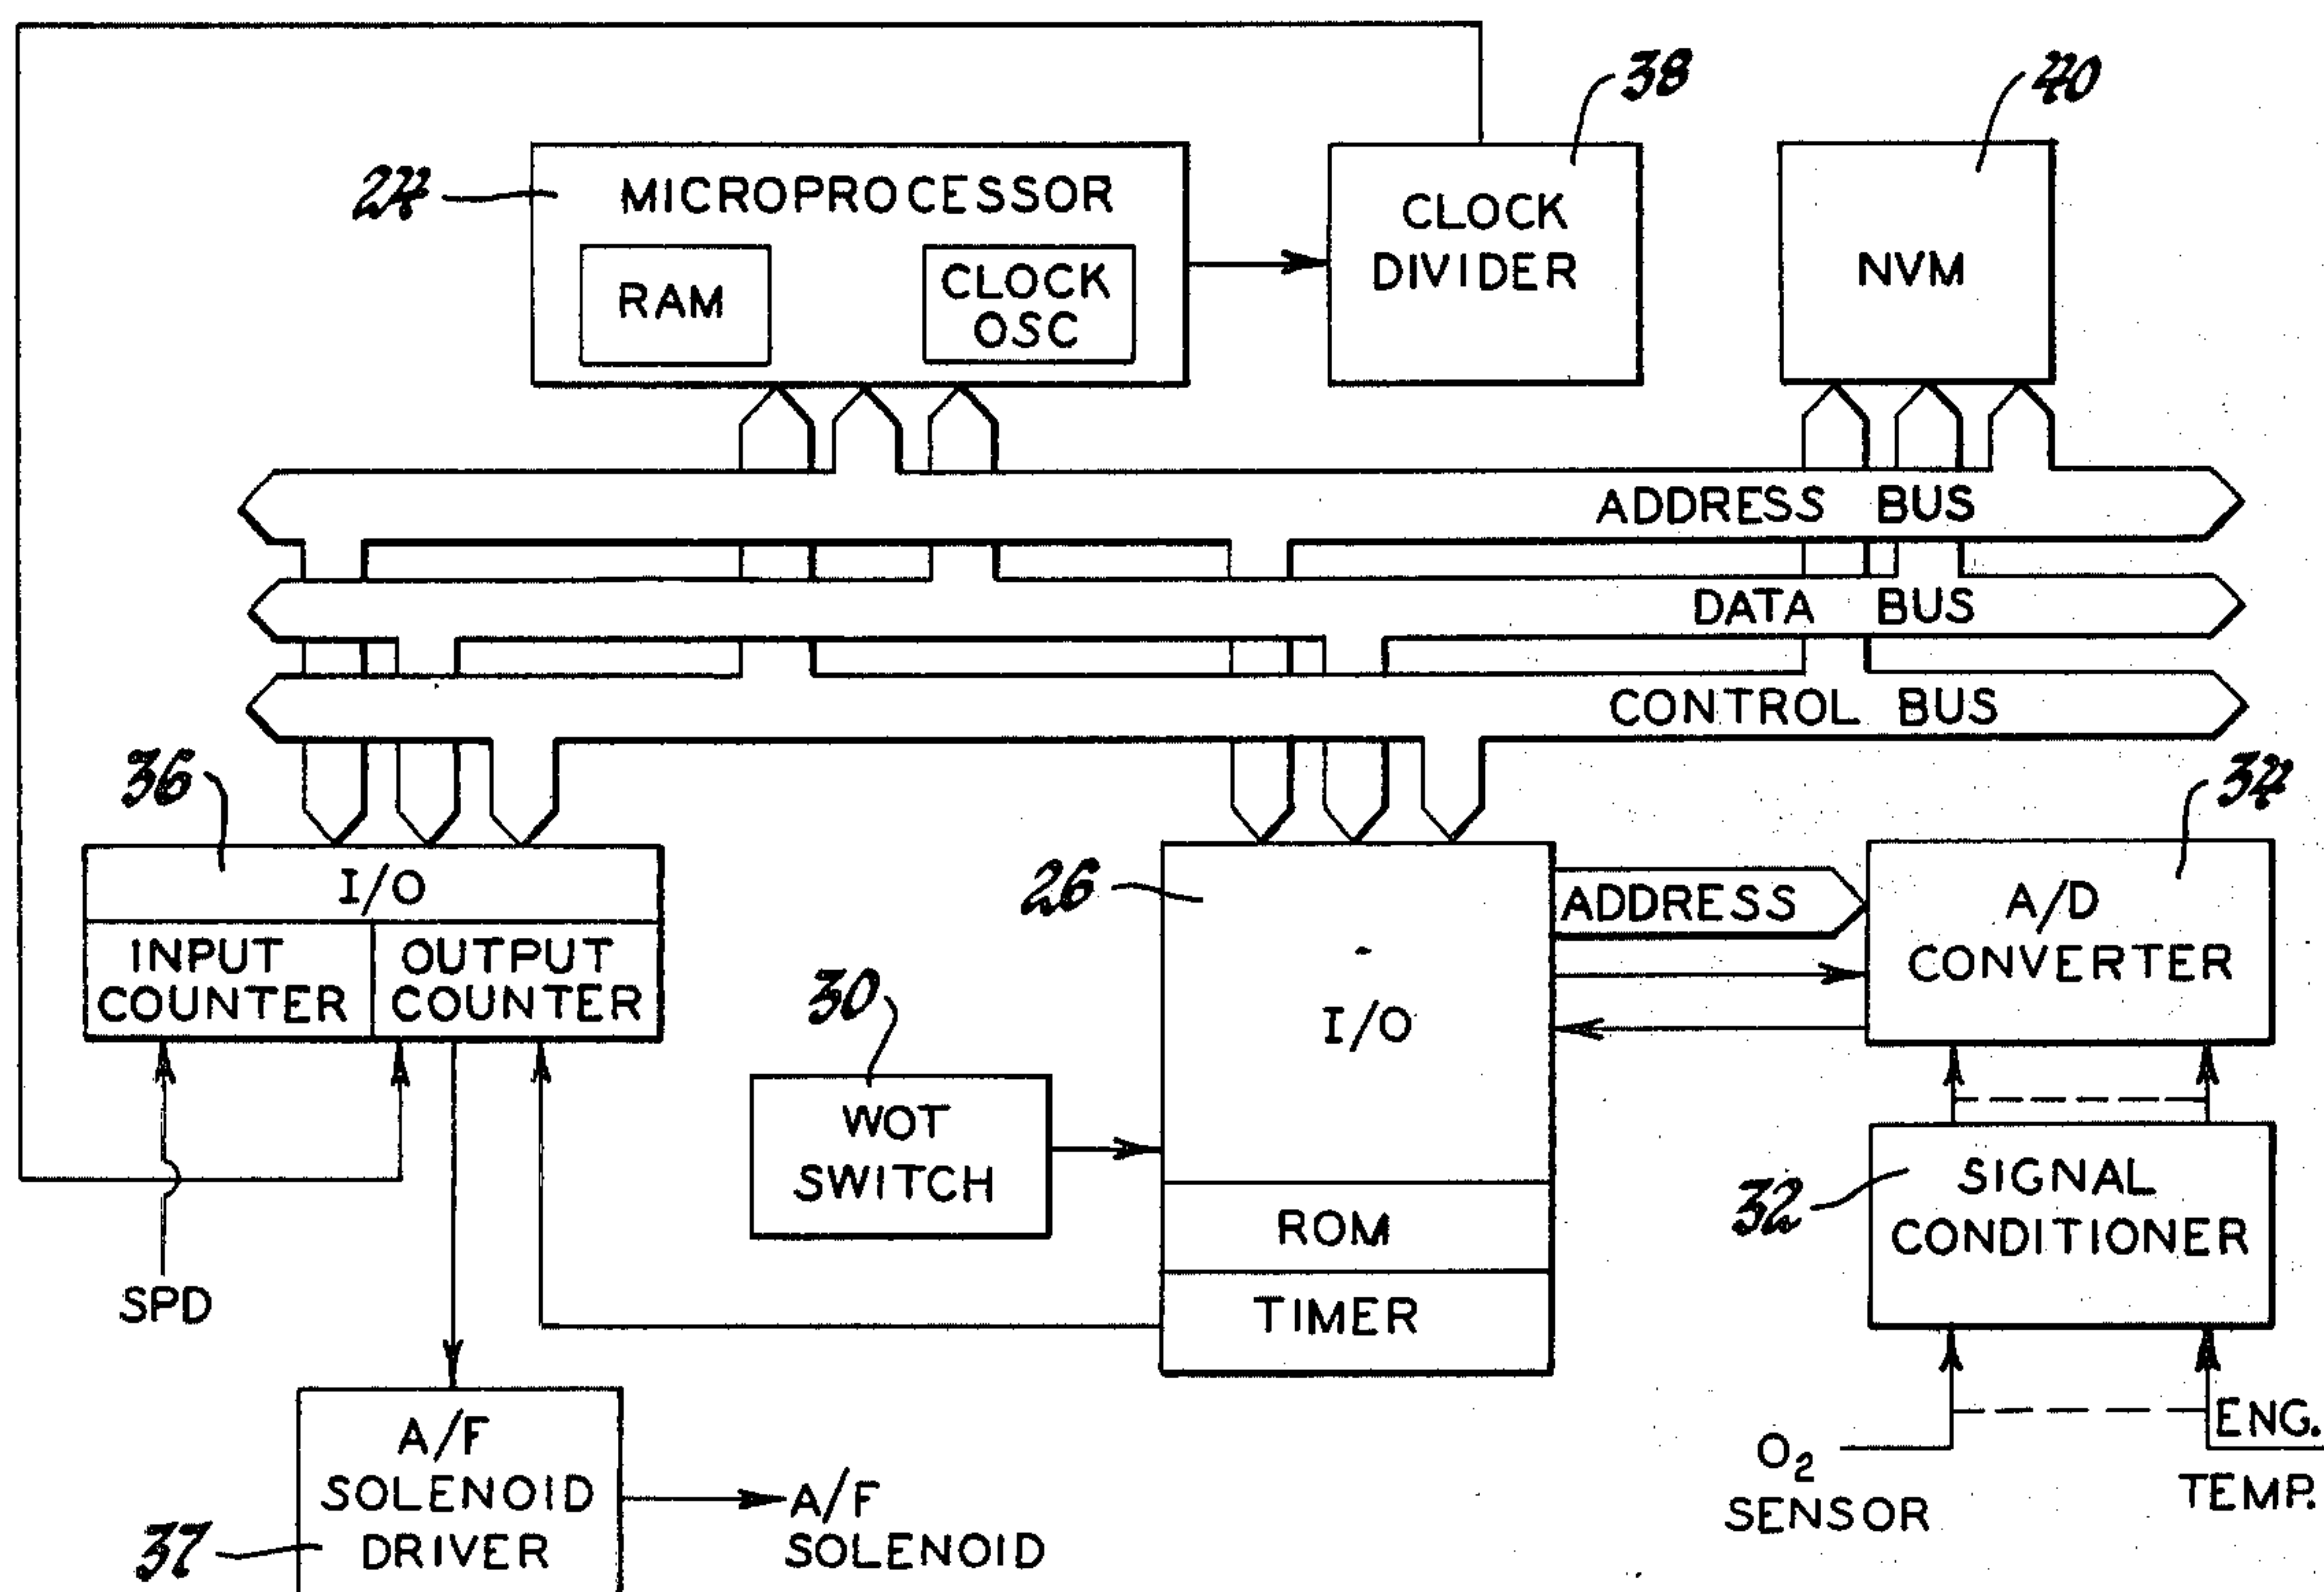 38
40
24
MICROPROCESSOR
RAM
CLOCK
OSC
CLOCK
DIVIDER
NVM
ADDRESS BUS
DATA BUS
CONTROL BUS
36
I/O
INPUT
COUNTER
OUTPUT
COUNTER
SPD
30
WOT
SWITCH
26
I/O
ROM
TIMER
ADDRESS
34
A/D
CONVERTER
32
SIGNAL
CONDITIONER
O2
SENSOR
ENG.
TEMP.
37
A/F
SOLENOID
DRIVER
A/F
SOLENOID